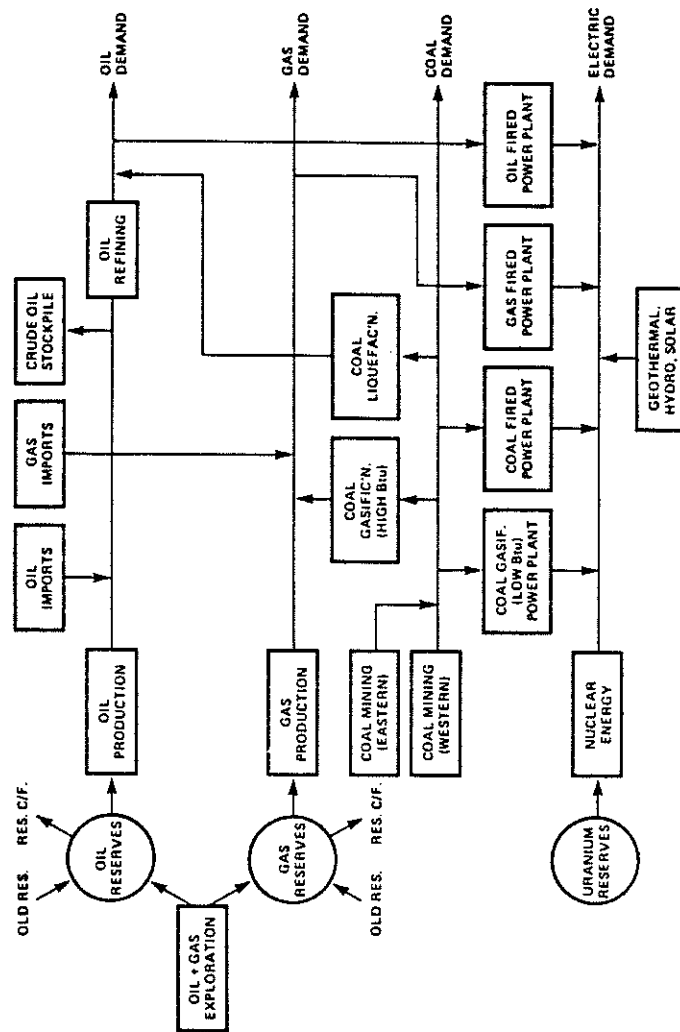 OLD RES.
RES. C/F.
OIL
RESERVES
OIL + GAS
EXPLORATION
GAS
RESERVES
OLD RES.
RES. C/F.
URANIUM
RESERVES
OIL
PRODUCTION
GAS
PRODUCTION
COAL MINING
(EASTERN)
COAL MINING
(WESTERN)
NUCLEAR
ENERGY
OIL
IMPORTS
GAS
IMPORTS
CRUDE OIL
STOCKPILE
OIL
REFINING
COAL
GASIFIC'N.
(HIGH Btu)
COAL
LIQUEFAC'N.
COAL GASIF.
(LOW Btu)
POWER PLANT
COAL FIRED
POWER PLANT
GAS FIRED
POWER PLANT
OIL FIRED
POWER PLANT
GEOTHERMAL,
HYDRO, SOLAR
OIL
DEMAND
GAS
DEMAND
COAL
DEMAND
ELECTRIC
DEMAND